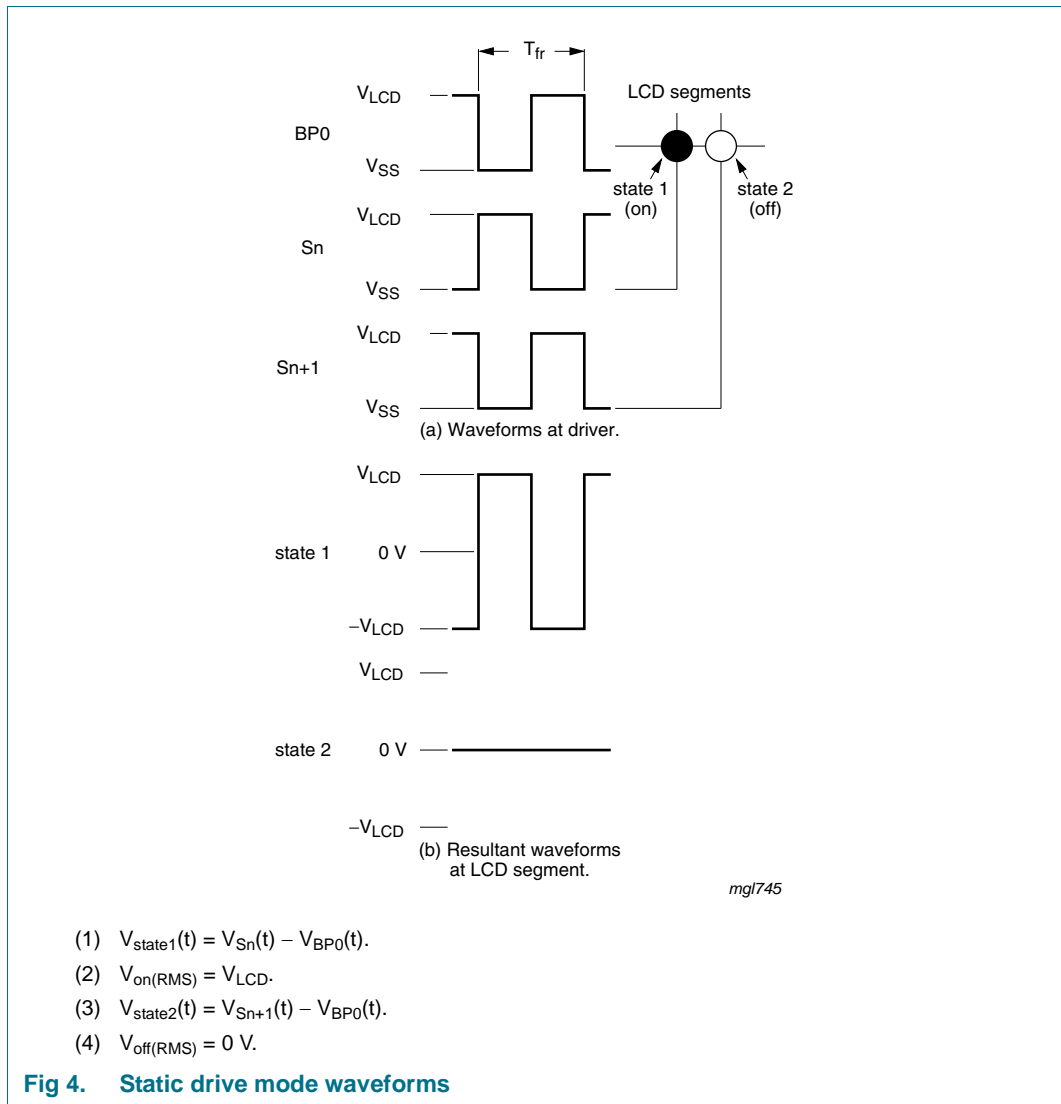 T_fr
V_LCD
LCD segments
BP0
V_SS
state 1
(on)
state 2
(off)
V_LCD
Sn
V_SS
V_LCD
Sn+1
V_SS
(a) Waveforms at driver.
V_LCD
state 1 0 V
−V_LCD
V_LCD
state 2 0 V
−V_LCD
(b) Resultant waveforms
at LCD segment.
mgl745
(1) V_state1(t) = V_Sn(t) − V_BP0(t).
(2) V_on(RMS) = V_LCD.
(3) V_state2(t) = V_Sn+1(t) − V_BP0(t).
(4) V_off(RMS) = 0 V.
Fig 4. Static drive mode waveforms